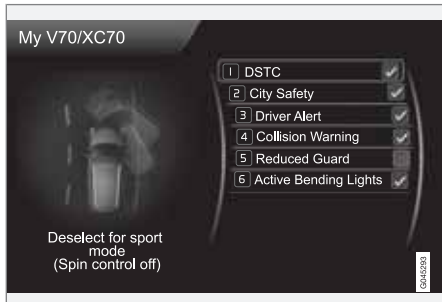 My V70/XC70
1 DSTC
2 City Safety
3 Driver Alert
4 Collision Warning
5 Reduced Guard
6 Active Bending Lights
Deselect for sport
mode
(Spin control off)
G045293